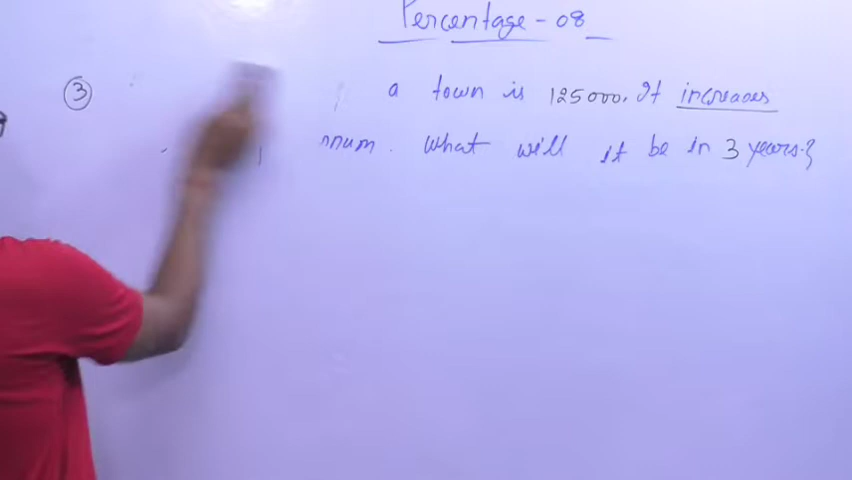 Percentage - 08
③ a town is 125000. It increases
nnum. What will it be in 3 years.?